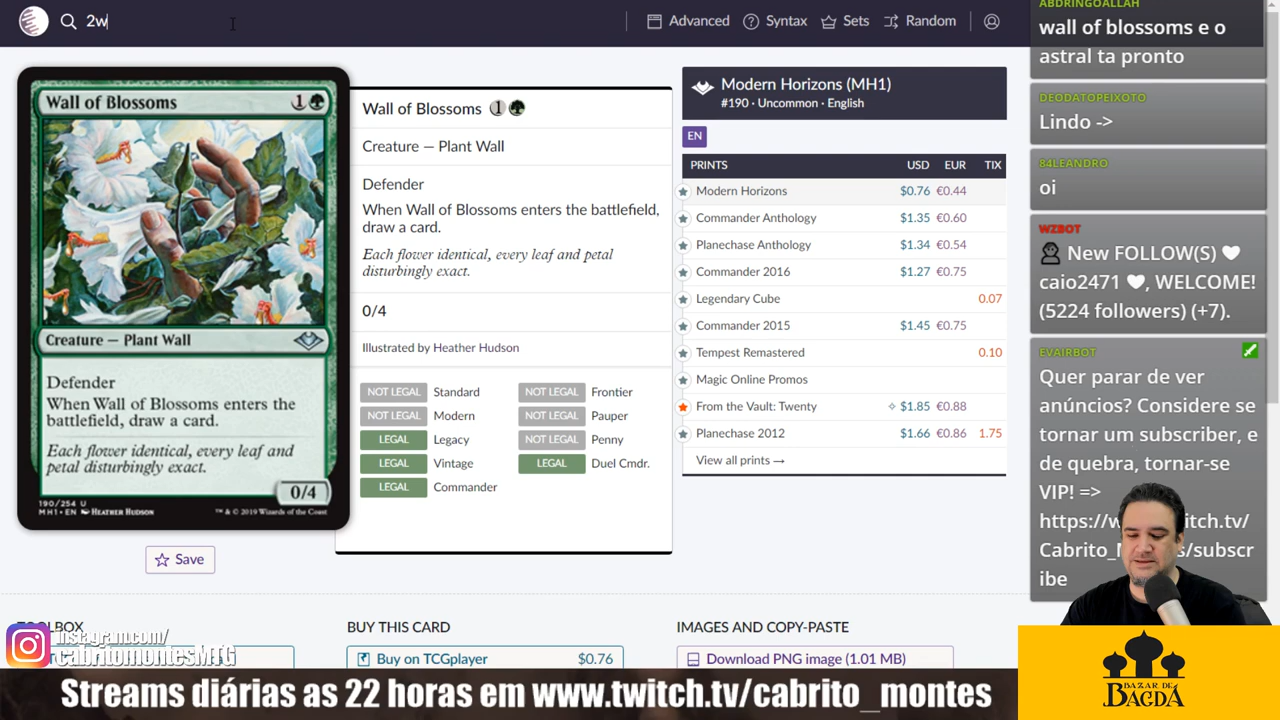 2w
Advanced
Syntax
Sets
Random
Wall of Blossoms 1
Creature — Plant Wall
Defender
When Wall of Blossoms enters the
battlefield, draw a card.
Each flower identical, every leaf and
petal disturbingly exact.
0/4
190/254 U
MH1 • EN HEATHER HUDSON
™ & © 2019 Wizards of the Coast
Save
Wall of Blossoms 1
Creature — Plant Wall
Defender
When Wall of Blossoms enters the battlefield,
draw a card.
Each flower identical, every leaf and petal
disturbingly exact.
0/4
Illustrated by Heather Hudson
NOT LEGAL Standard NOT LEGAL Frontier
NOT LEGAL Modern NOT LEGAL Pauper
LEGAL Legacy NOT LEGAL Penny
LEGAL Vintage LEGAL Duel Cmdr.
LEGAL Commander
Modern Horizons (MH1)
#190 · Uncommon · English
EN
PRINTS USD EUR TIX
Modern Horizons $0.76 €0.44
Commander Anthology $1.35 €0.60
Planechase Anthology $1.34 €0.54
Commander 2016 $1.27 €0.75
Legendary Cube 0.07
Commander 2015 $1.45 €0.75
Tempest Remastered 0.10
Magic Online Promos
From the Vault: Twenty ✧ $1.85 €0.88
Planechase 2012 $1.66 €0.86 1.75
View all prints →
TOOLBOX
BUY THIS CARD
Buy on TCGplayer $0.76
IMAGES AND COPY-PASTE
Download PNG image (1.01 MB)
ABDRINGOALLAH
wall of blossoms e o
astral ta pronto
DEODATOPEIXOTO
Lindo ->
84LEANDRO
oi
WZBOT
New FOLLOW(S)
caio2471 , WELCOME!
(5224 followers) (+7).
EVAIRBOT
Quer parar de ver
anúncios? Considere se
tornar um subscriber, e
de quebra, tornar-se
VIP! =>
itch.tv/
Cabrito_ /subscr
ibe
instagram.com/
cabritomontesMTG
Streams diárias as 22 horas em www.twitch.tv/cabrito_montes
BAZAR DE
BAGDÁ